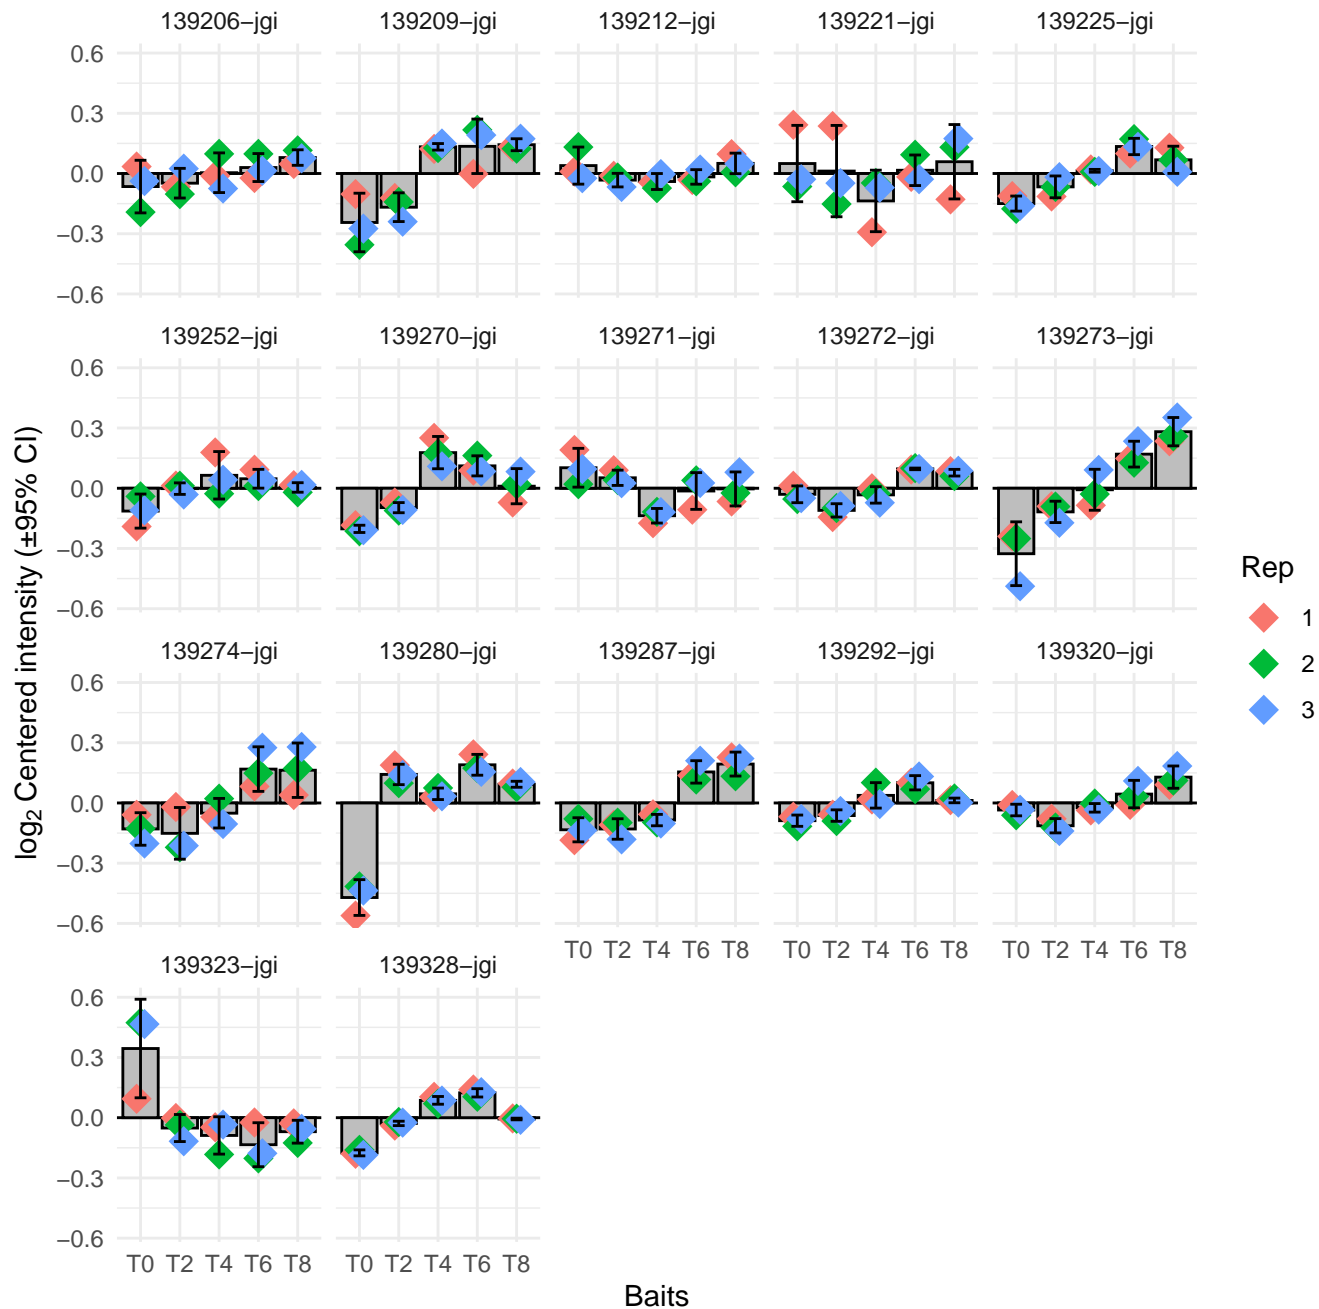 139206−jgi 139209−jgi 139212−jgi 139221−jgi 139225−jgi
0.6
0.3
0.0
−0.3
−0.6
139252−jgi 139270−jgi 139271−jgi 139272−jgi 139273−jgi
0.6
0.3
0.0
−0.3
−0.6
139274−jgi 139280−jgi 139287−jgi 139292−jgi 139320−jgi
0.6
0.3
0.0
−0.3
−0.6
T0 T2 T4 T6 T8 T0 T2 T4 T6 T8 T0 T2 T4 T6 T8
139323−jgi 139328−jgi
0.6
0.3
0.0
−0.3
−0.6
T0 T2 T4 T6 T8 T0 T2 T4 T6 T8
Baits
log₂ Centered intensity (±95% CI)
Rep
1
2
3